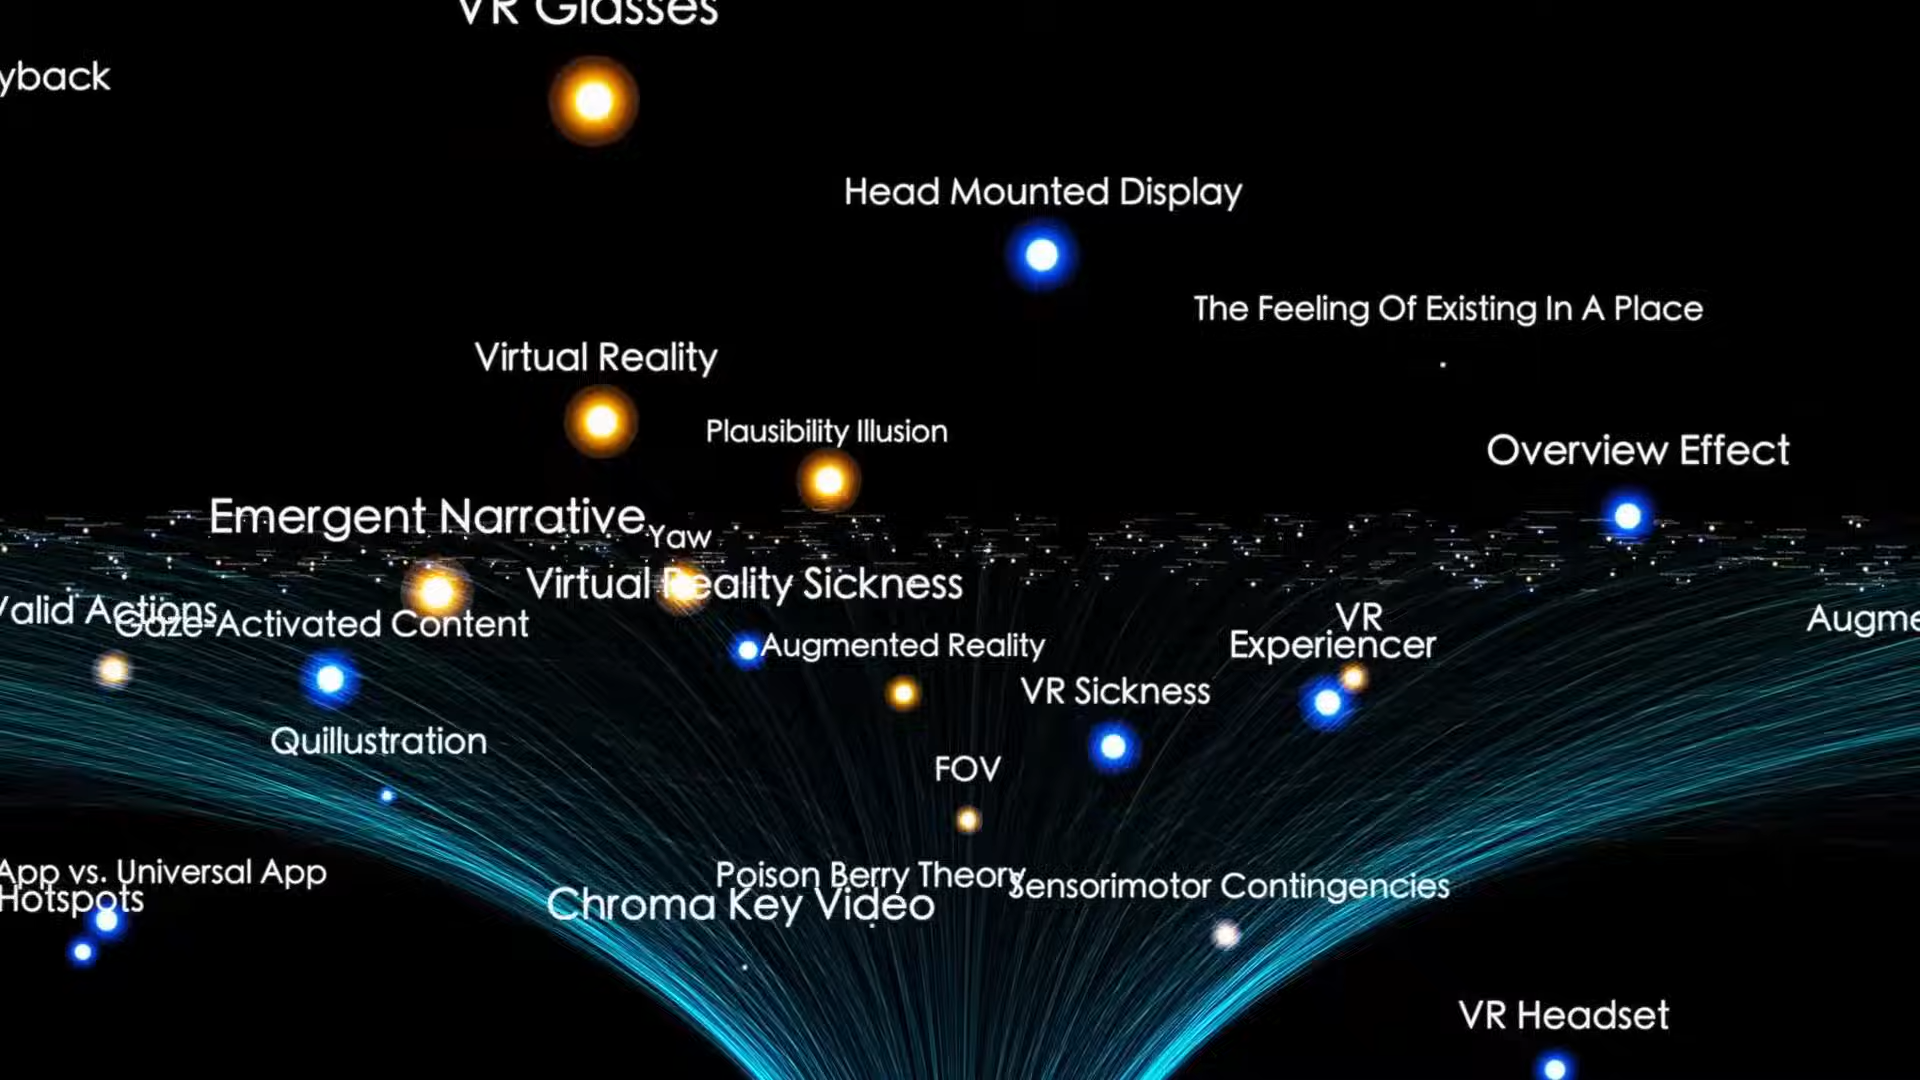 VR Glasses
yback
Head Mounted Display
The Feeling Of Existing In A Place
Virtual Reality
Plausibility Illusion
Overview Effect
Emergent Narrative
Yaw
Virtual Reality Sickness
Valid Actions
Gaze-Activated Content
VR
Experiencer
Augme
Augmented Reality
VR Sickness
Quillustration
FOV
App vs. Universal App
Hotspots
Poison Berry Theory
Sensorimotor Contingencies
Chroma Key Video
VR Headset